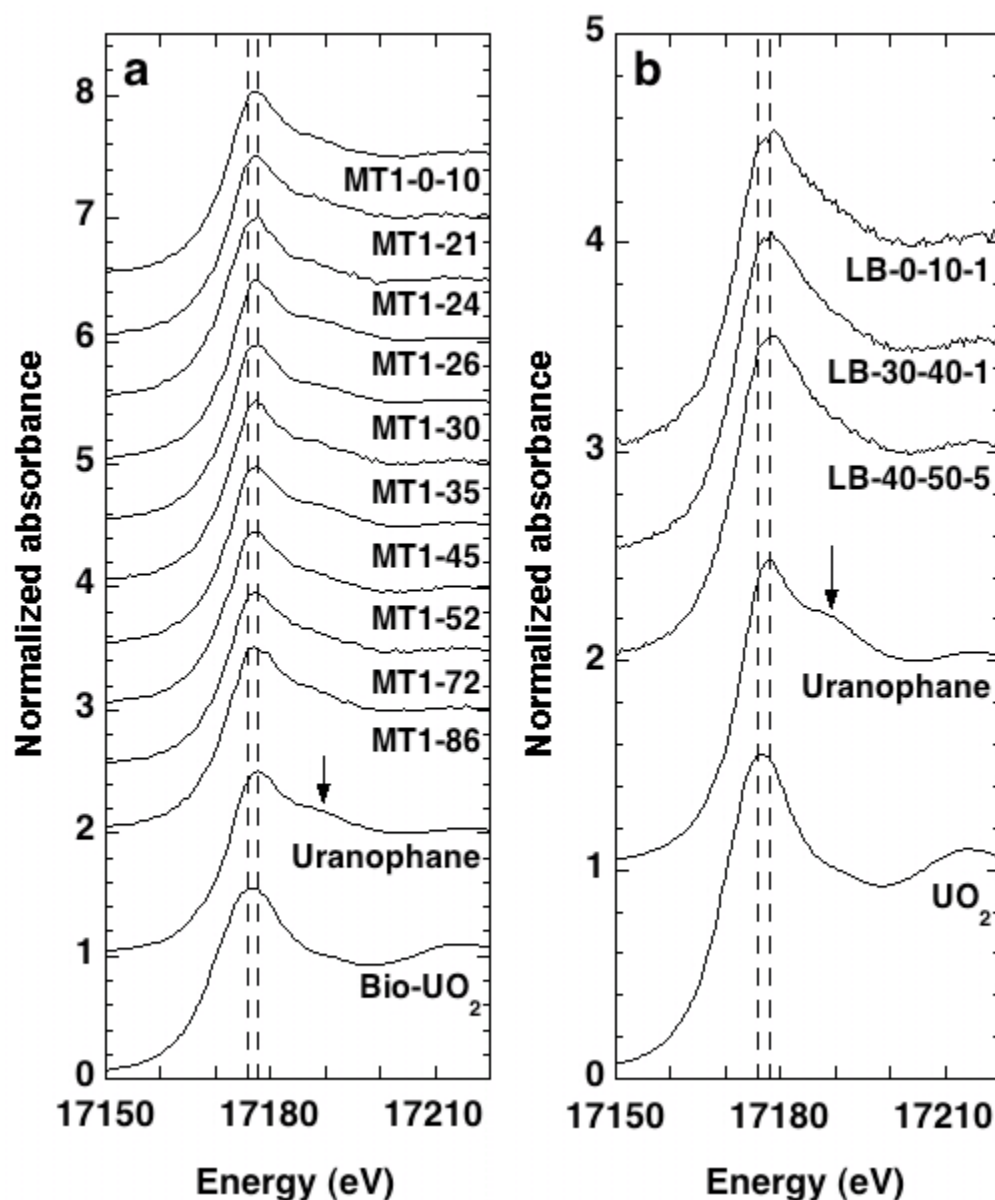 a
Normalized absorbance
8
7
6
5
4
3
2
1
0
MT1-0-10
MT1-21
MT1-24
MT1-26
MT1-30
MT1-35
MT1-45
MT1-52
MT1-72
MT1-86
Uranophane
Bio-UO2
17150 17180 17210
Energy (eV)
b
Normalized absorbance
5
4
3
2
1
0
LB-0-10-1
LB-30-40-1
LB-40-50-5
Uranophane
UO2
17150 17180 17210
Energy (eV)